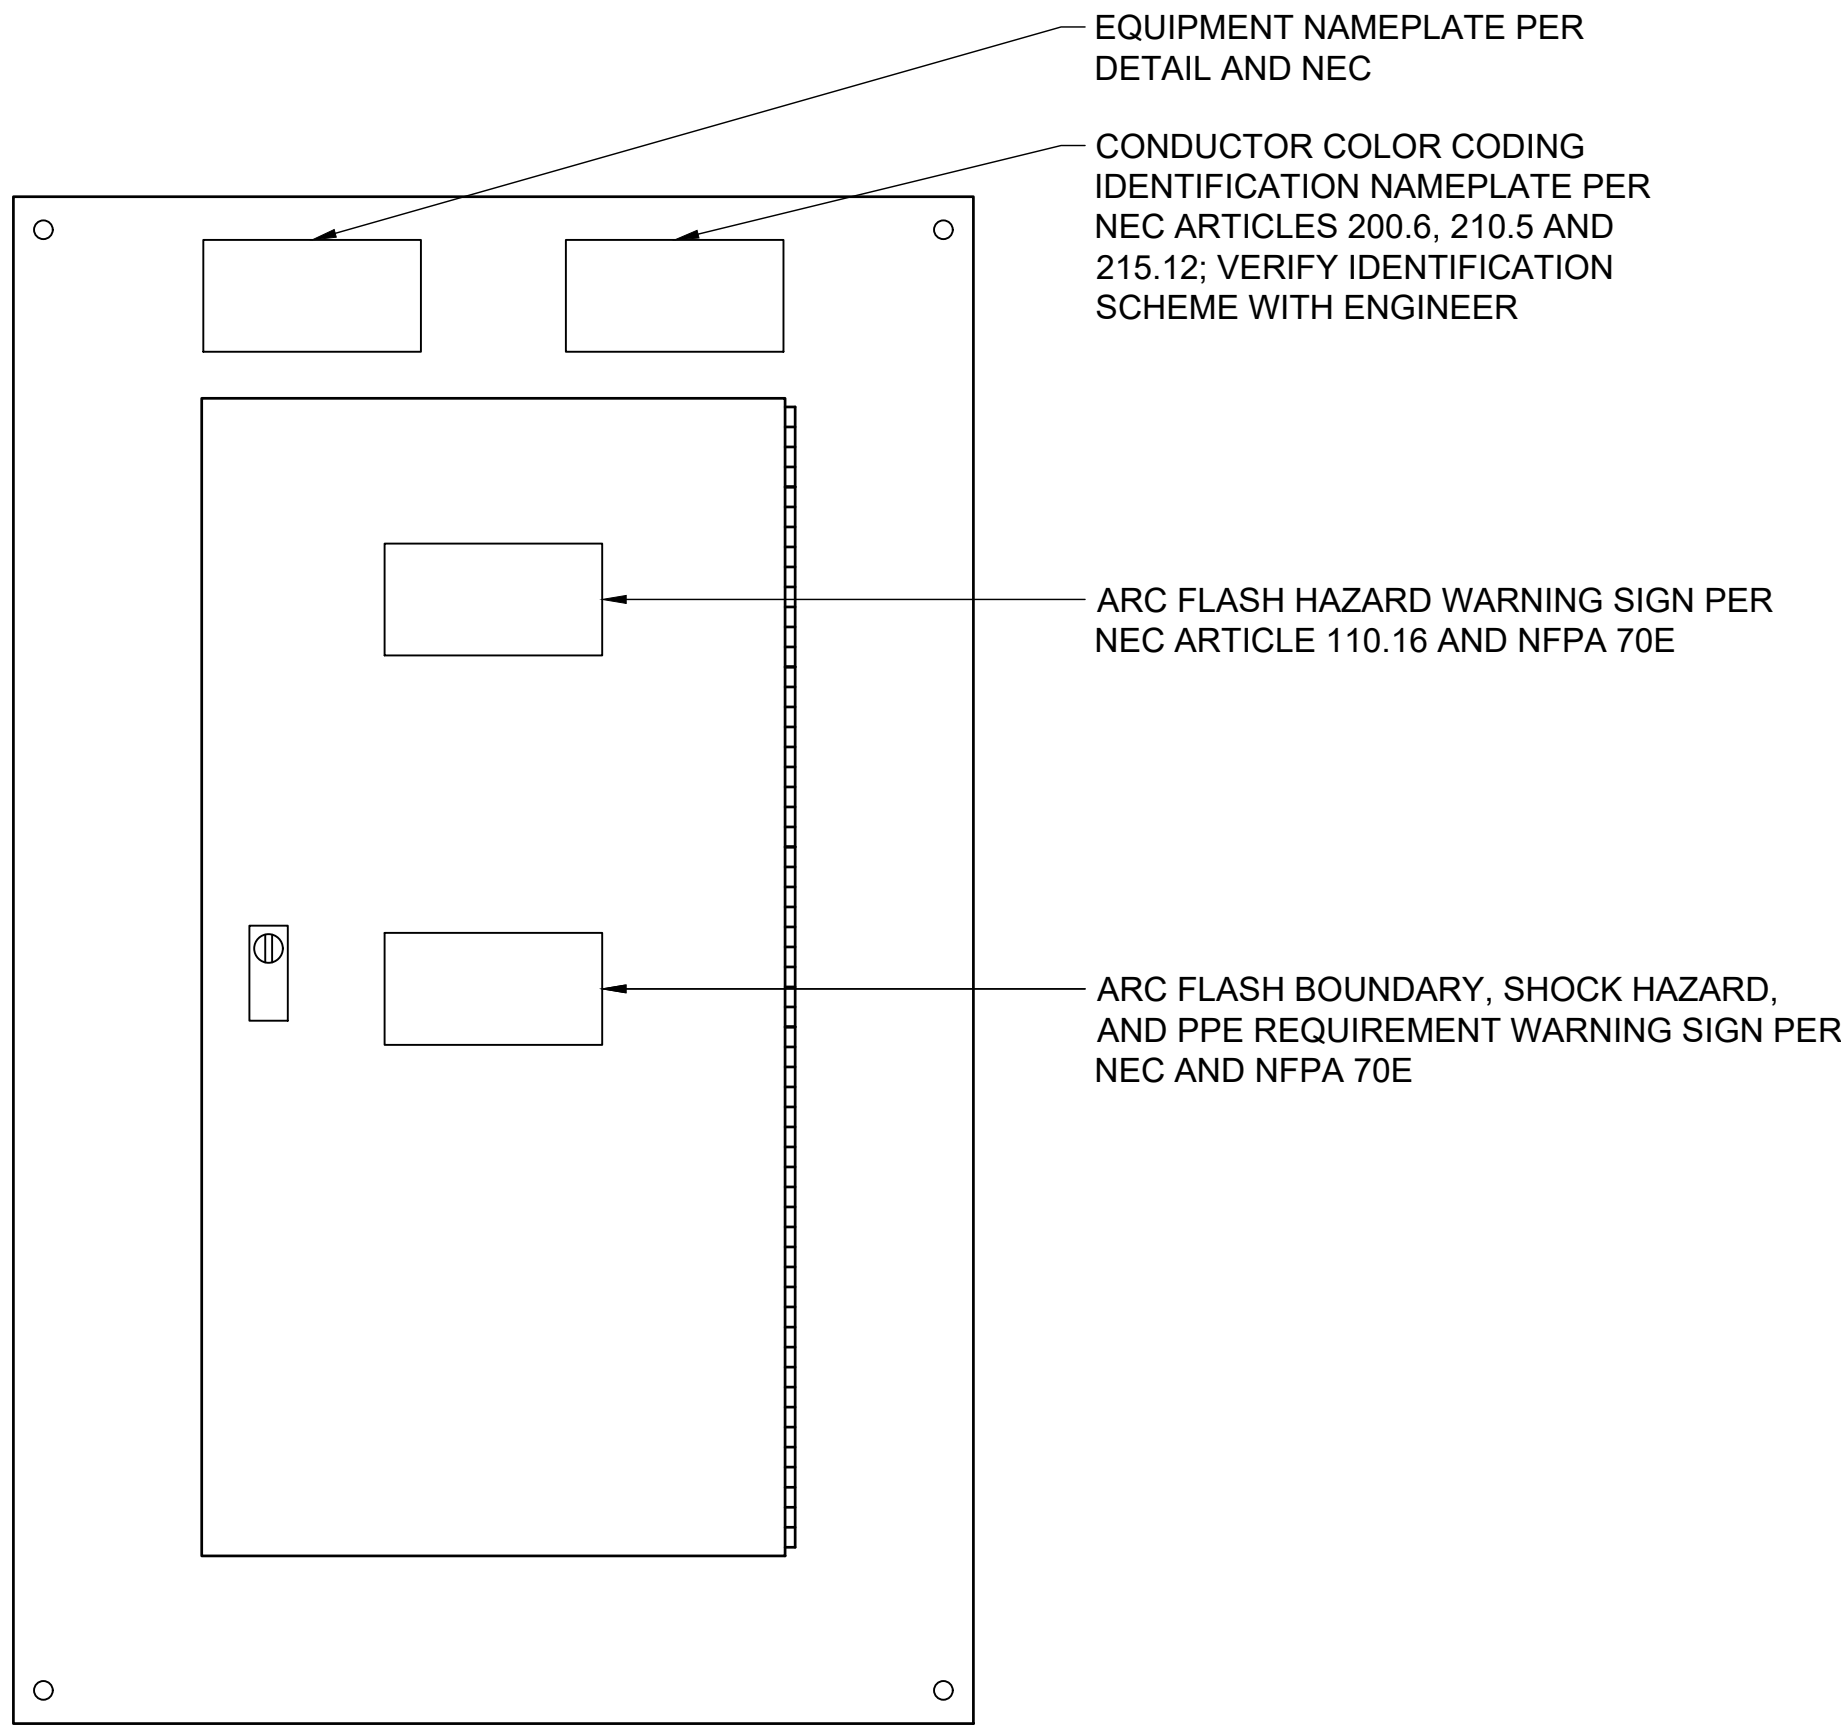 EQUIPMENT NAMEPLATE PER
DETAIL AND NEC
CONDUCTOR COLOR CODING
IDENTIFICATION NAMEPLATE PER
NEC ARTICLES 200.6, 210.5 AND
215.12; VERIFY IDENTIFICATION
SCHEME WITH ENGINEER
ARC FLASH HAZARD WARNING SIGN PER
NEC ARTICLE 110.16 AND NFPA 70E
ARC FLASH BOUNDARY, SHOCK HAZARD,
AND PPE REQUIREMENT WARNING SIGN PER
NEC AND NFPA 70E